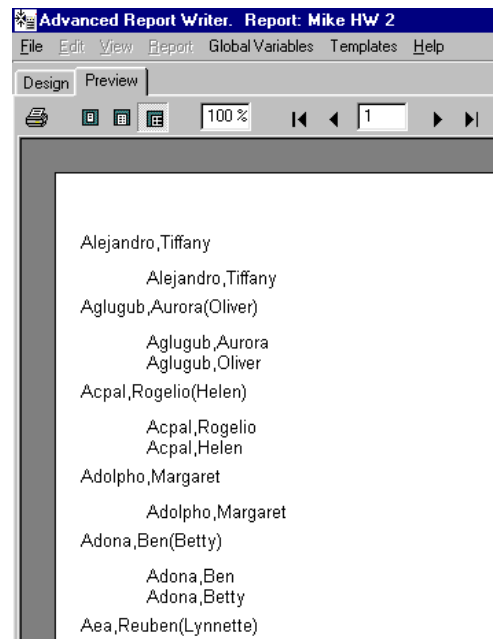 Advanced Report Writer. Report: Mike HW 2
File Edit View Report Global Variables Templates Help
Design Preview
100 % 1
Alejandro,Tiffany
Alejandro,Tiffany
Aglugub,Aurora(Oliver)
Aglugub,Aurora
Aglugub,Oliver
Acpal,Rogelio(Helen)
Acpal,Rogelio
Acpal,Helen
Adolpho,Margaret
Adolpho,Margaret
Adona,Ben(Betty)
Adona,Ben
Adona,Betty
Aea,Reuben(Lynnette)